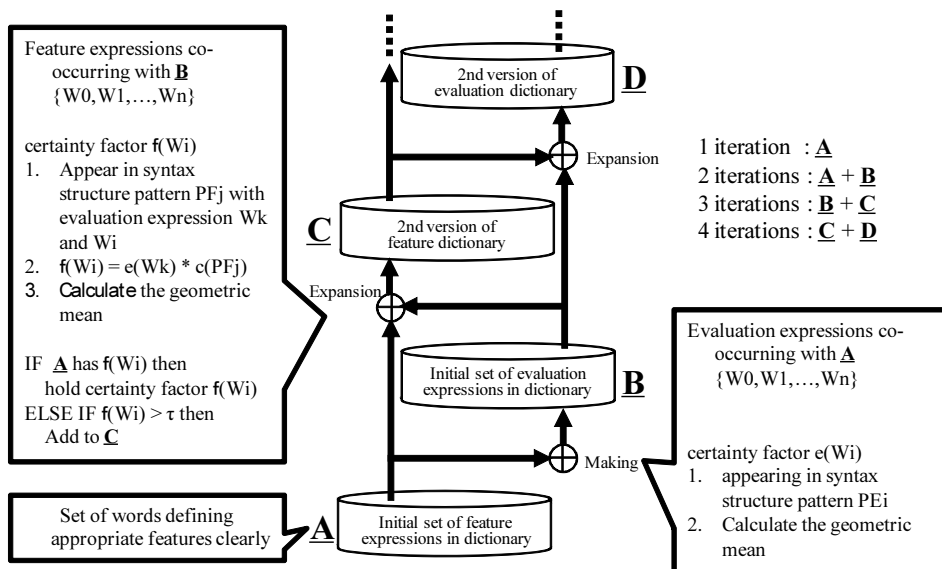 Feature expressions co-
occurring with B
{W0,W1,…,Wn}
certainty factor f(Wi)
1. Appear in syntax
structure pattern PFj with
evaluation expression Wk
and Wi
2. f(Wi) = e(Wk) * c(PFj)
3. Calculate the geometric
mean
IF A has f(Wi) then
hold certainty factor f(Wi)
ELSE IF f(Wi) > τ then
Add to C
Set of words defining
appropriate features clearly
2nd version of
evaluation dictionary
D
Expansion
C
2nd version of
feature dictionary
Expansion
Initial set of evaluation
expressions in dictionary
B
Making
A
Initial set of feature
expressions in dictionary
1 iteration : A
2 iterations : A + B
3 iterations : B + C
4 iterations : C + D
Evaluation expressions co-
occurning with A
{W0,W1,…,Wn}
certainty factor e(Wi)
1. appearing in syntax
structure pattern PEi
2. Calculate the geometric
mean